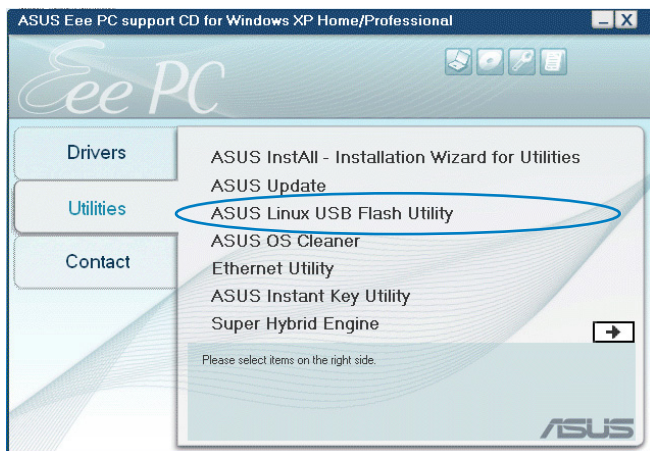 ASUS Eee PC support CD for Windows XP Home/Professional
Eee PC
Drivers
Utilities
Contact
ASUS InstAll - Installation Wizard for Utilities
ASUS Update
ASUS Linux USB Flash Utility
ASUS OS Cleaner
Ethernet Utility
ASUS Instant Key Utility
Super Hybrid Engine
Please select items on the right side.
ASUS